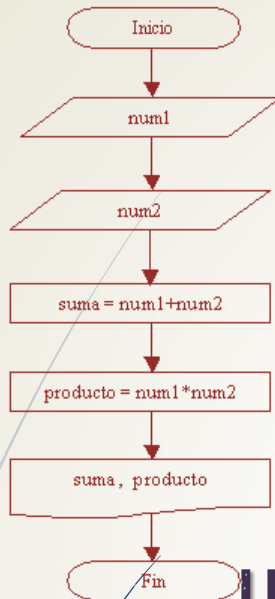 Inicio
num1
num2
suma = num1+num2
producto = num1*num2
suma , producto
Fin